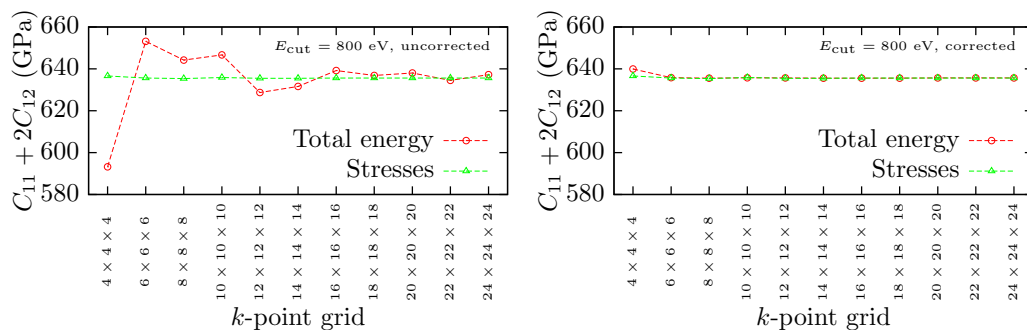 660
640
620
600
580
C11 + 2C12 (GPa)
Ecut = 800 eV, uncorrected
Total energy
Stresses
4 × 4 × 4
6 × 6 × 6
8 × 8 × 8
10 × 10 × 10
12 × 12 × 12
14 × 14 × 14
16 × 16 × 16
18 × 18 × 18
20 × 20 × 20
22 × 22 × 22
24 × 24 × 24
k-point grid
660
640
620
600
580
C11 + 2C12 (GPa)
Ecut = 800 eV, corrected
Total energy
Stresses
4 × 4 × 4
6 × 6 × 6
8 × 8 × 8
10 × 10 × 10
12 × 12 × 12
14 × 14 × 14
16 × 16 × 16
18 × 18 × 18
20 × 20 × 20
22 × 22 × 22
24 × 24 × 24
k-point grid